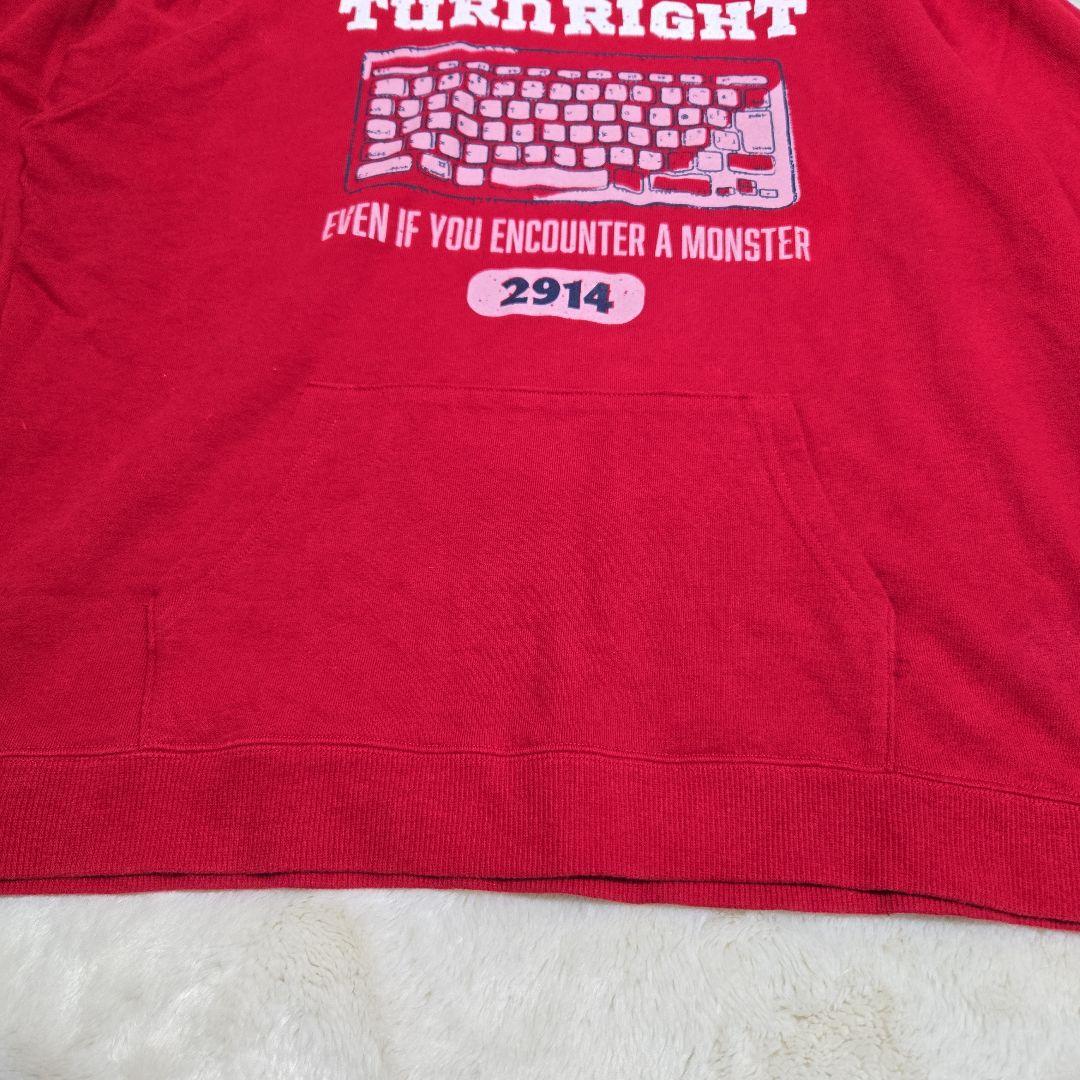 TURN RIGHT
EVEN IF YOU ENCOUNTER A MONSTER
2914